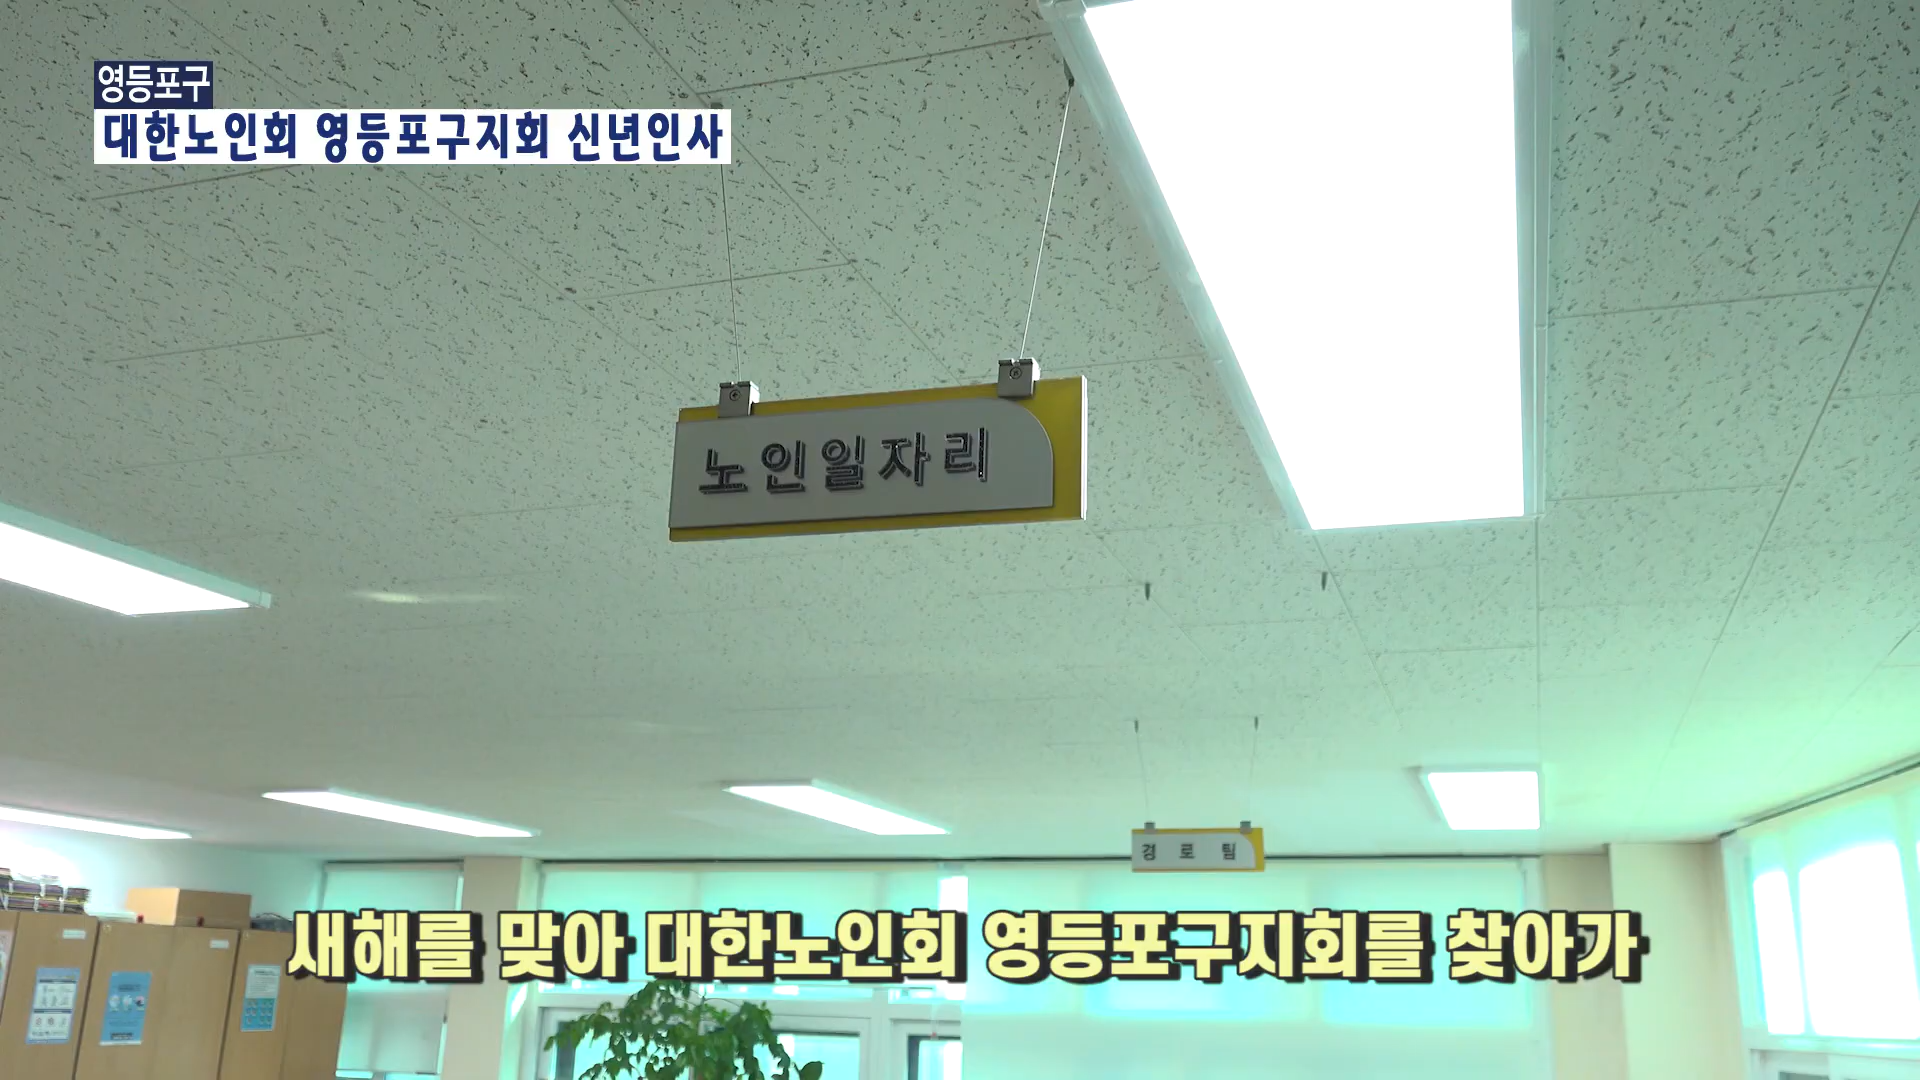 영등포구
대한노인회 영등포구지회 신년인사
노인일자리
경로팀
새해를 맞아 대한노인회 영등포구지회를 찾아가